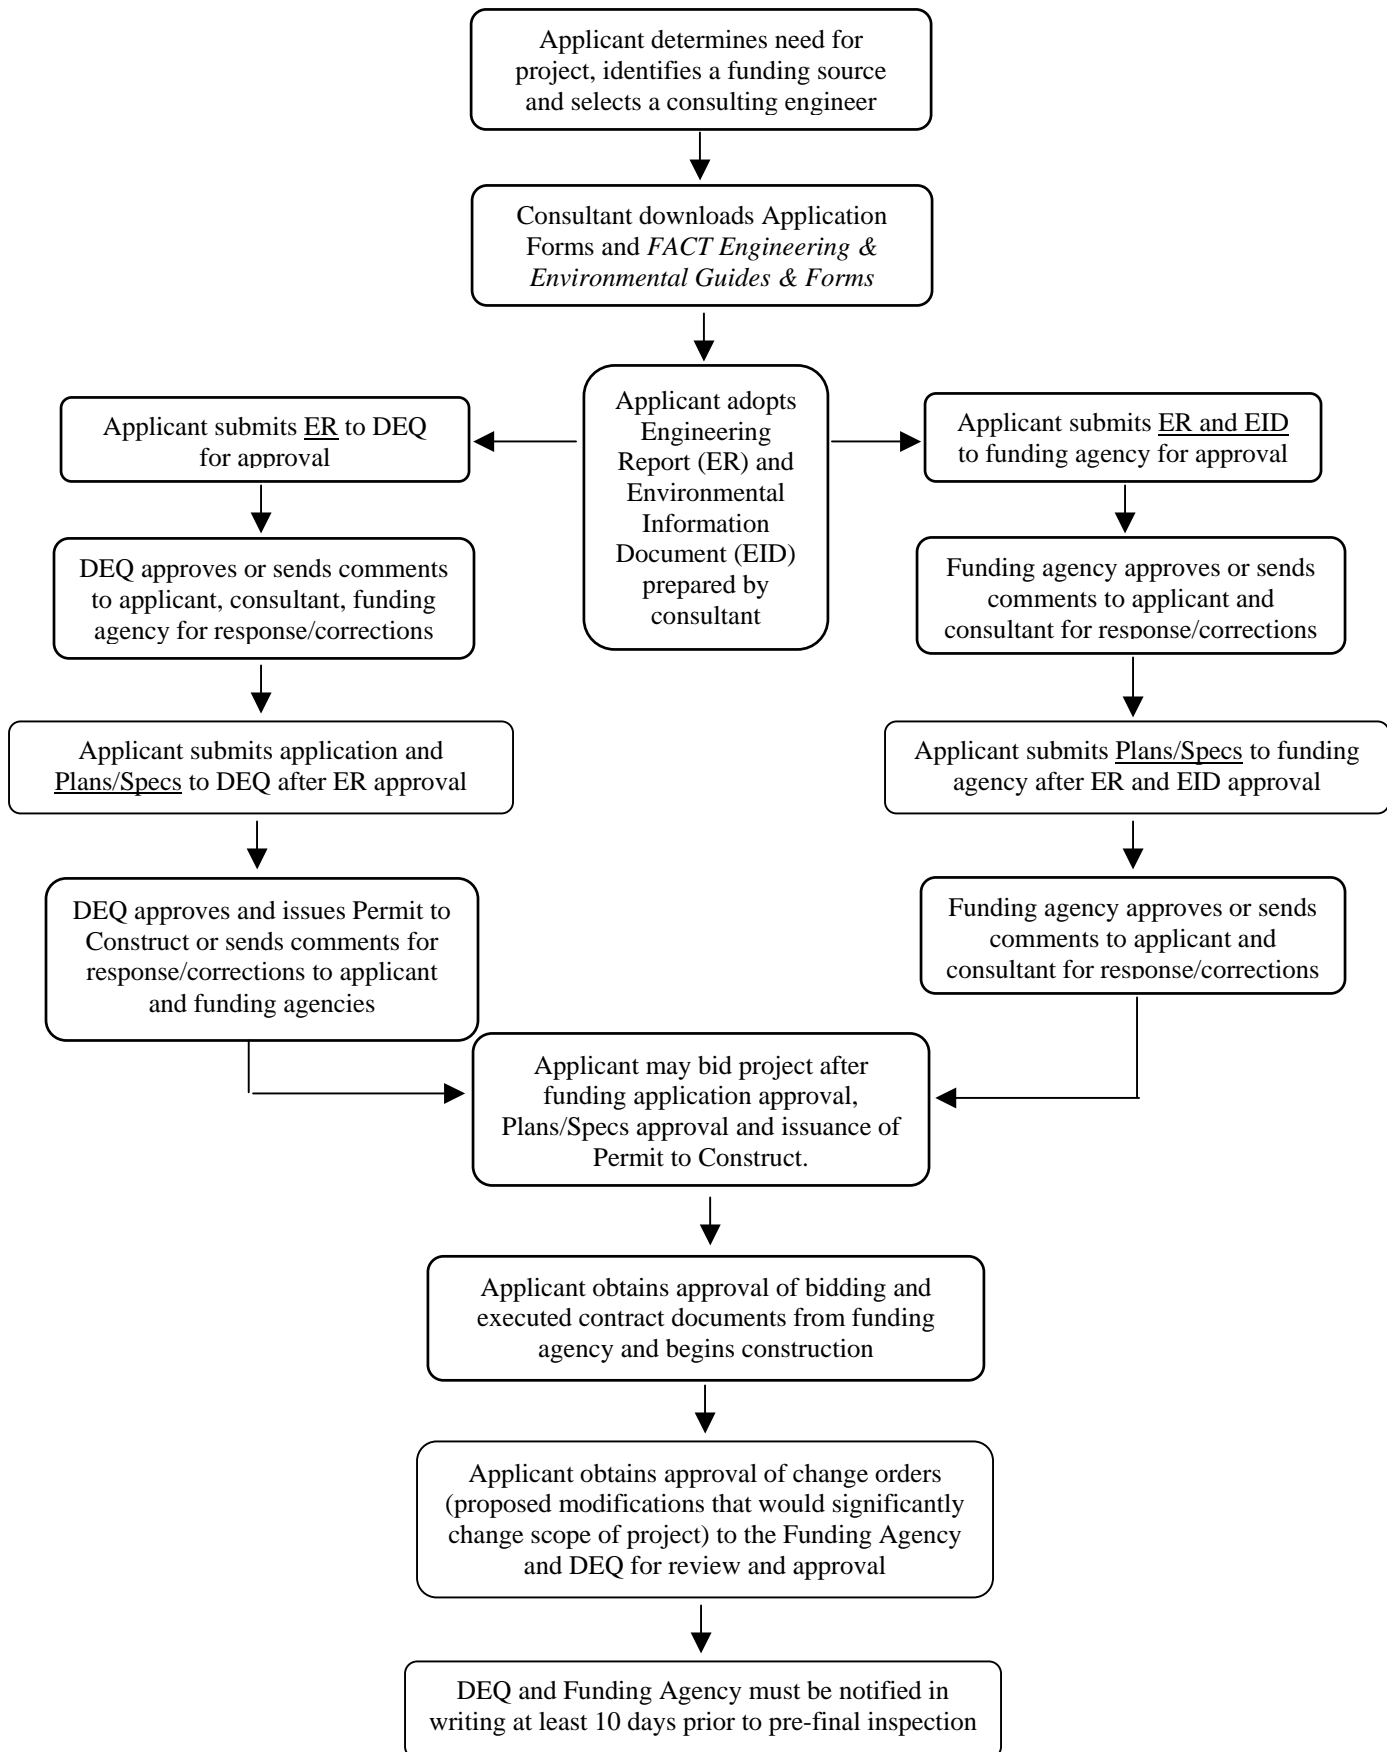 Applicant determines need for
project, identifies a funding source
and selects a consulting engineer
Consultant downloads Application
Forms and FACT Engineering &
Environmental Guides & Forms
Applicant adopts
Engineering
Report (ER) and
Environmental
Information
Document (EID)
prepared by
consultant
Applicant submits ER to DEQ
for approval
DEQ approves or sends comments
to applicant, consultant, funding
agency for response/corrections
Applicant submits application and
Plans/Specs to DEQ after ER approval
DEQ approves and issues Permit to
Construct or sends comments for
response/corrections to applicant
and funding agencies
Applicant submits ER and EID
to funding agency for approval
Funding agency approves or sends
comments to applicant and
consultant for response/corrections
Applicant submits Plans/Specs to funding
agency after ER and EID approval
Funding agency approves or sends
comments to applicant and
consultant for response/corrections
Applicant may bid project after
funding application approval,
Plans/Specs approval and issuance of
Permit to Construct.
Applicant obtains approval of bidding and
executed contract documents from funding
agency and begins construction
Applicant obtains approval of change orders
(proposed modifications that would significantly
change scope of project) to the Funding Agency
and DEQ for review and approval
DEQ and Funding Agency must be notified in
writing at least 10 days prior to pre-final inspection